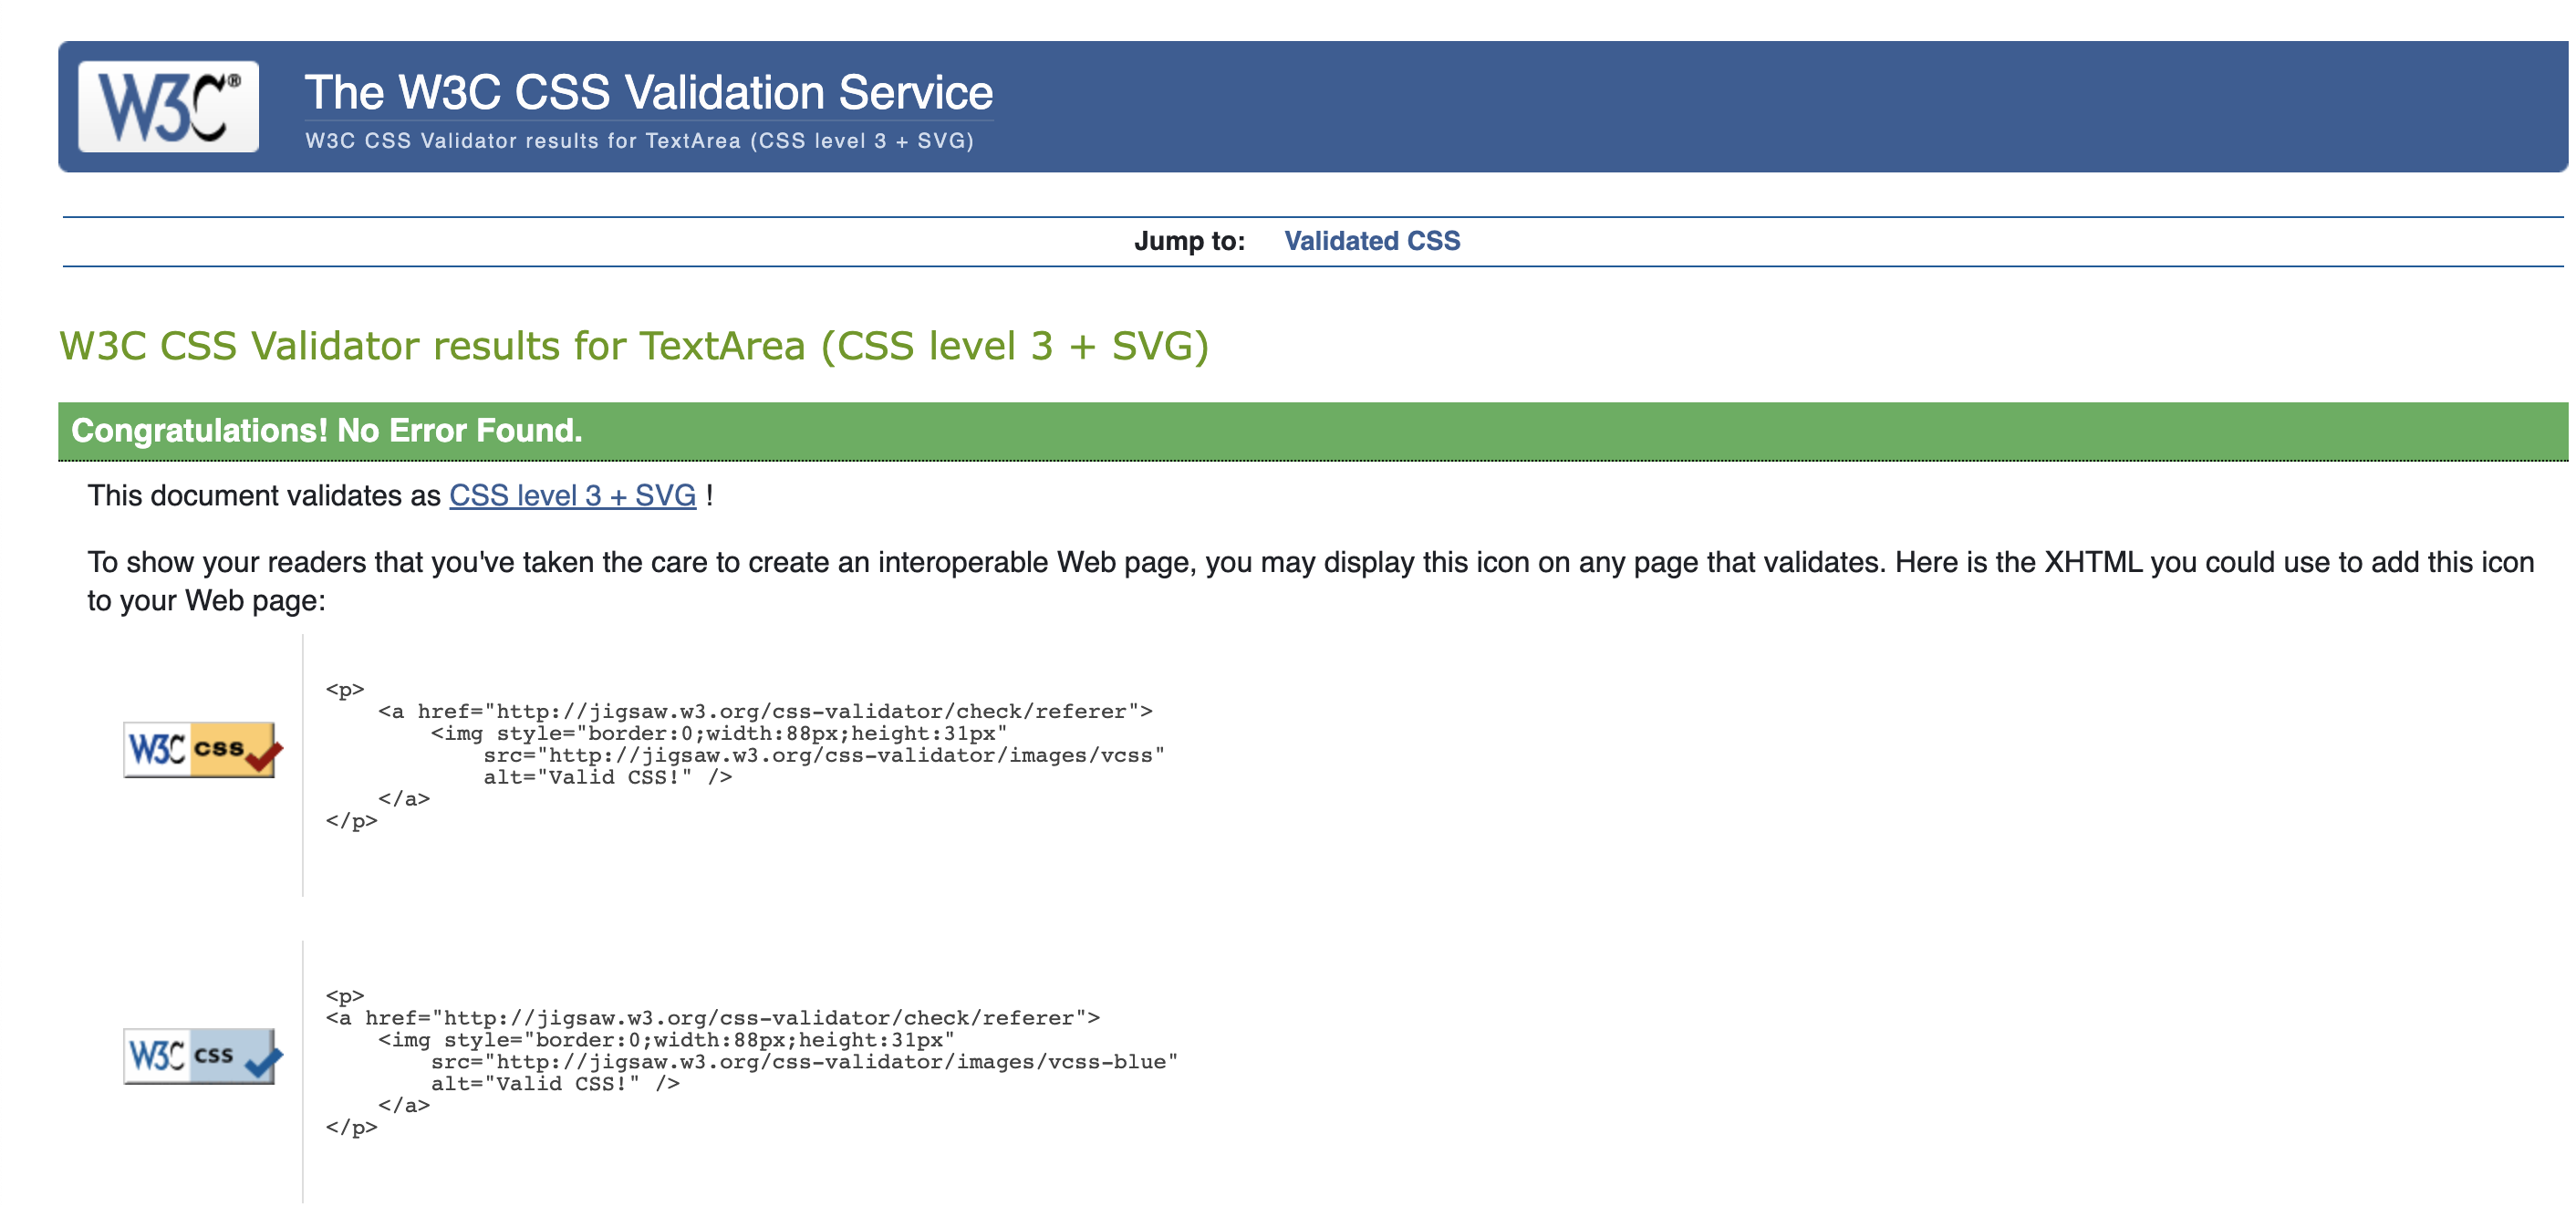 W3C®
The W3C CSS Validation Service
W3C CSS Validator results for TextArea (CSS level 3 + SVG)
Jump to: Validated CSS
W3C CSS Validator results for TextArea (CSS level 3 + SVG)
Congratulations! No Error Found.
This document validates as CSS level 3 + SVG !
To show your readers that you've taken the care to create an interoperable Web page, you may display this icon on any page that validates. Here is the XHTML you could use to add this icon
to your Web page:
W3C css
<p>
    <a href="http://jigsaw.w3.org/css-validator/check/referer">
        <img style="border:0;width:88px;height:31px"
            src="http://jigsaw.w3.org/css-validator/images/vcss"
            alt="Valid CSS!" />
    </a>
</p>
W3C css
<p>
<a href="http://jigsaw.w3.org/css-validator/check/referer">
    <img style="border:0;width:88px;height:31px"
        src="http://jigsaw.w3.org/css-validator/images/vcss-blue"
        alt="Valid CSS!" />
    </a>
</p>